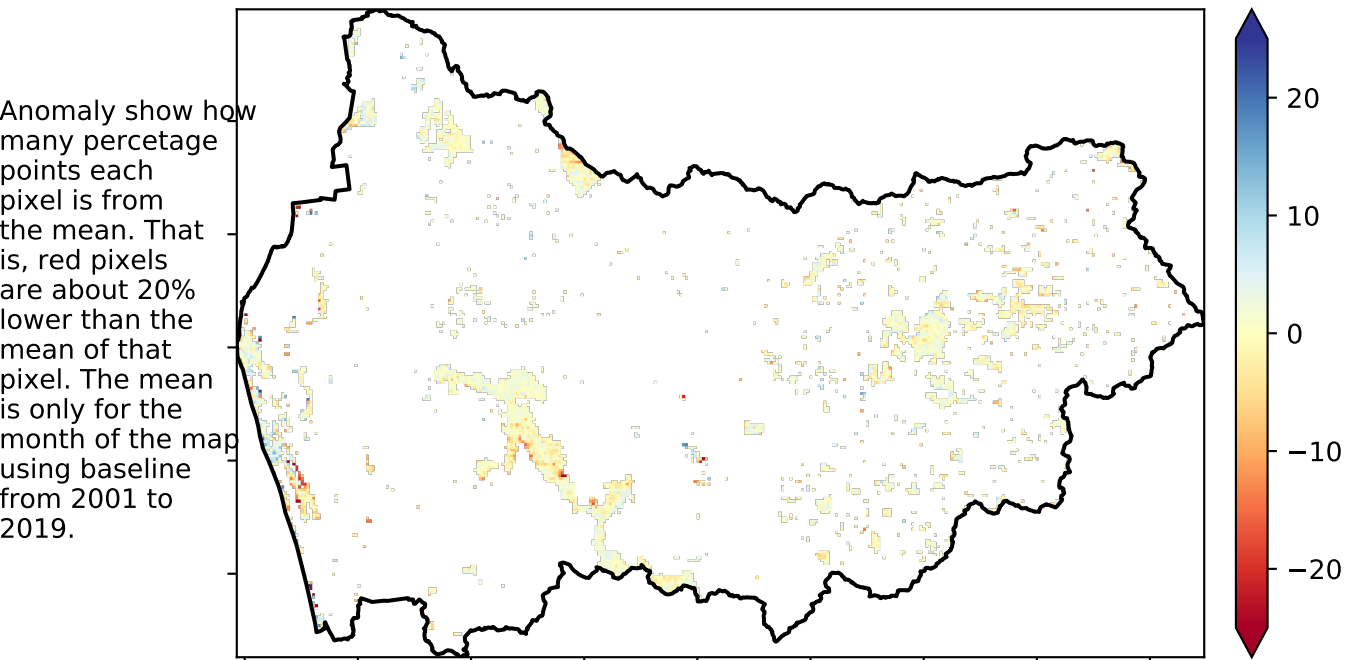 Anomaly show how
many percetage
points each
pixel is from
the mean. That
is, red pixels
are about 20%
lower than the
mean of that
pixel. The mean
is only for the
month of the map
using baseline
from 2001 to
2019.
20
10
0
−10
−20